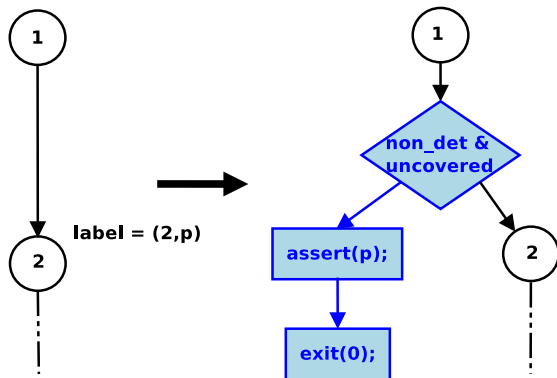 1
2
label = (2,p)
1
non_det &
uncovered
assert(p);
2
exit(0);